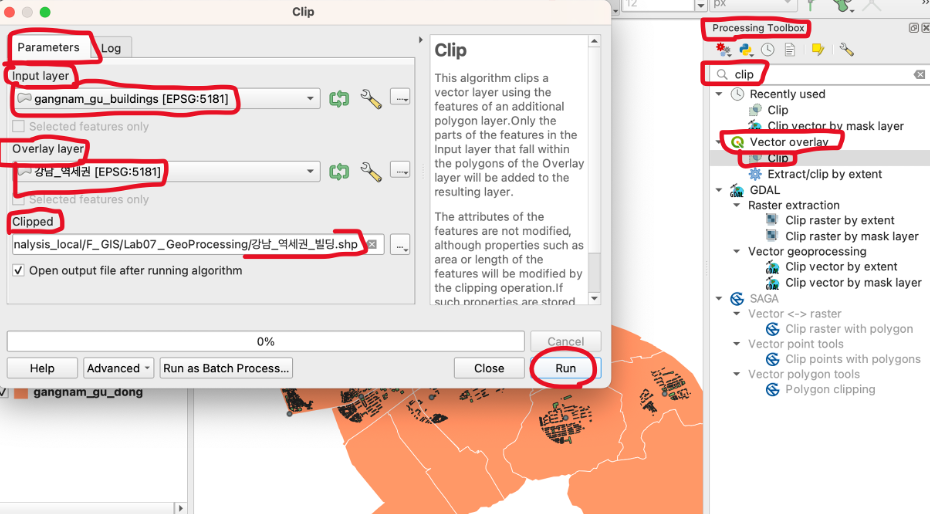 Clip
12
px
Parameters
Log
Input layer
gangnam_gu_buildings [EPSG:5181]
...
Selected features only
Overlay layer
강남_역세권 [EPSG:5181]
...
Selected features only
Clipped
nalysis_local/F_GIS/Lab07_GeoProcessing/강남_역세권_빌딩.shp
...
Open output file after running algorithm
Clip
This algorithm clips a
vector layer using the
features of an additional
polygon layer.Only the
parts of the features in the
Input layer that fall within
the polygons of the Overlay
layer will be added to the
resulting layer.
The attributes of the
features are not modified,
although properties such as
area or length of the
features will be modified by
the clipping operation.If
such properties are stored
0%
Cancel
Help
Advanced
Run as Batch Process...
Close
Run
gangnam_gu_dong
Processing Toolbox
clip
Recently used
Clip
Clip vector by mask layer
Vector overlay
Clip
Extract/clip by extent
GDAL
Raster extraction
Clip raster by extent
Clip raster by mask layer
Vector geoprocessing
Clip vector by extent
Clip vector by mask layer
SAGA
Vector <-> raster
Clip raster with polygon
Vector point tools
Clip points with polygons
Vector polygon tools
Polygon clipping